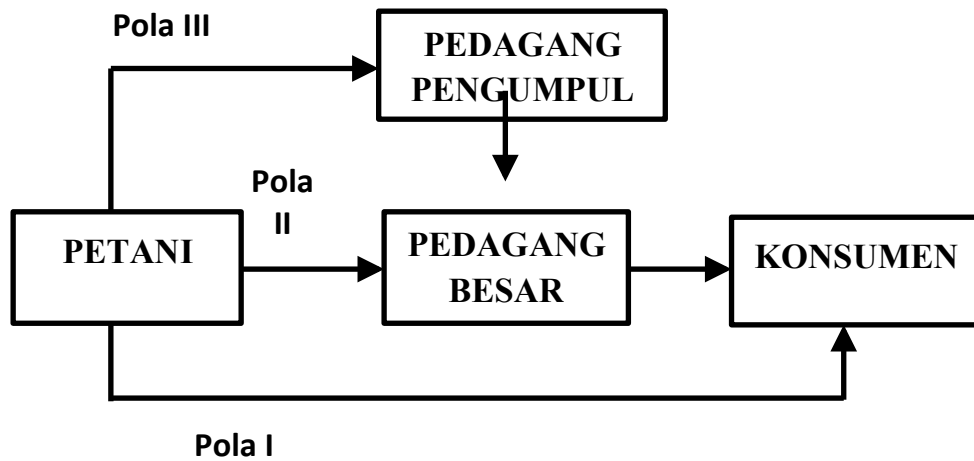 Pola III
PEDAGANG
PENGUMPUL
Pola
II
PETANI
PEDAGANG
BESAR
KONSUMEN
Pola I